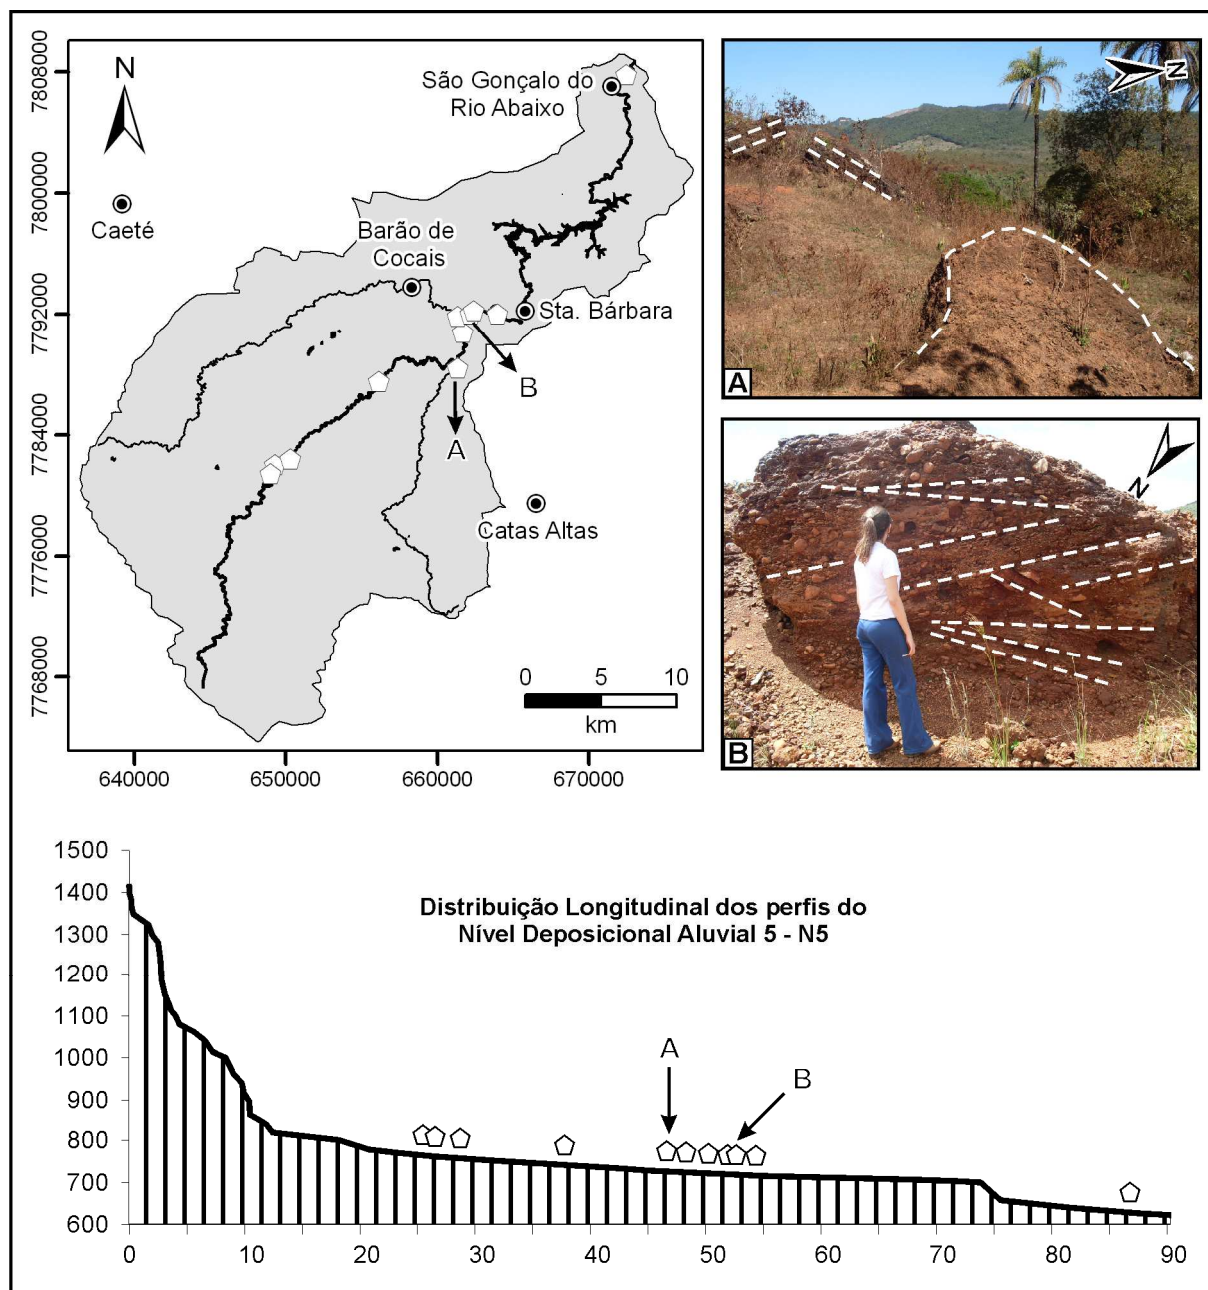 7808000
7800000
7792000
7784000
7776000
7768000
640000
650000
660000
670000
N
São Gonçalo do
Rio Abaixo
Caeté
Barão de
Cocais
Sta. Bárbara
B
A
Catas Altas
0 5 10
km
N
A
N
B
Distribuição Longitudinal dos perfis do
Nível Deposicional Aluvial 5 - N5
1500
1400
1300
1200
1100
1000
900
800
700
600
A
B
0 10 20 30 40 50 60 70 80 90